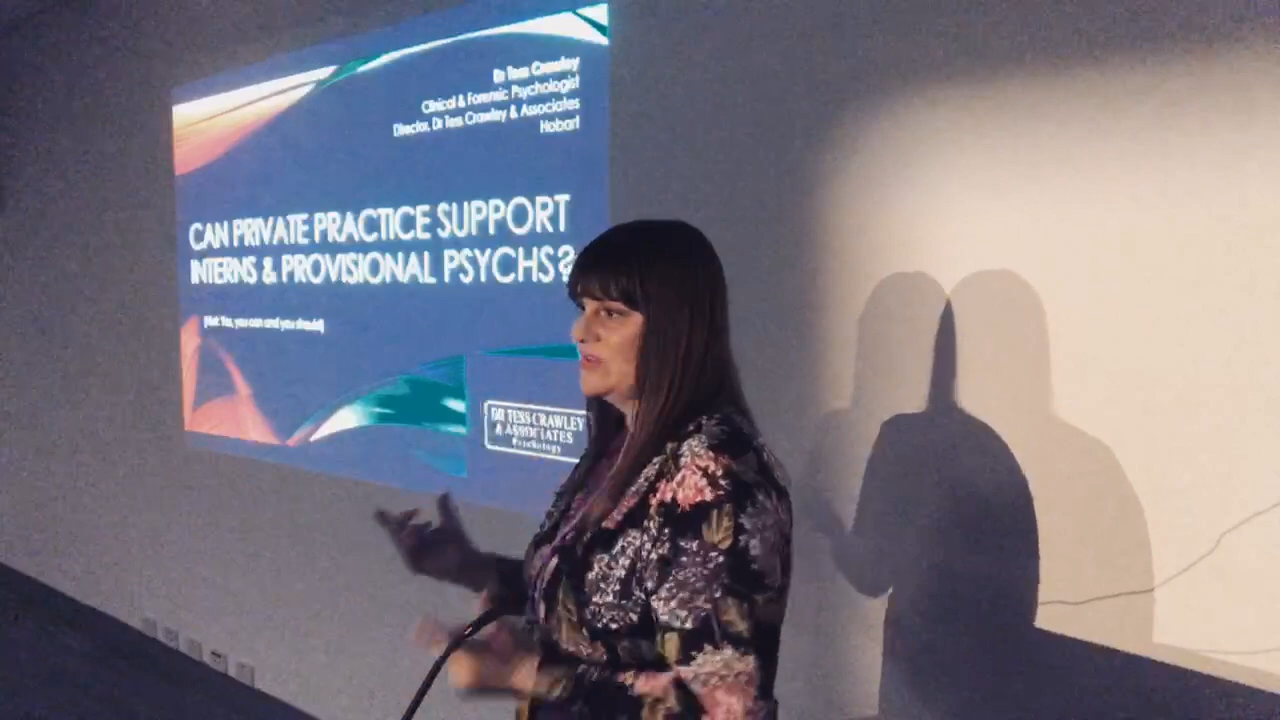 Dr Tess Crawley
Clinical & Forensic Psychologist
Director, Dr Tess Crawley & Associates
Hobart
CAN PRIVATE PRACTICE SUPPORT
INTERNS & PROVISIONAL PSYCHS?
(Hint: Yes, you can and you should)
DR TESS CRAWLEY
& ASSOCIATES
Psychology